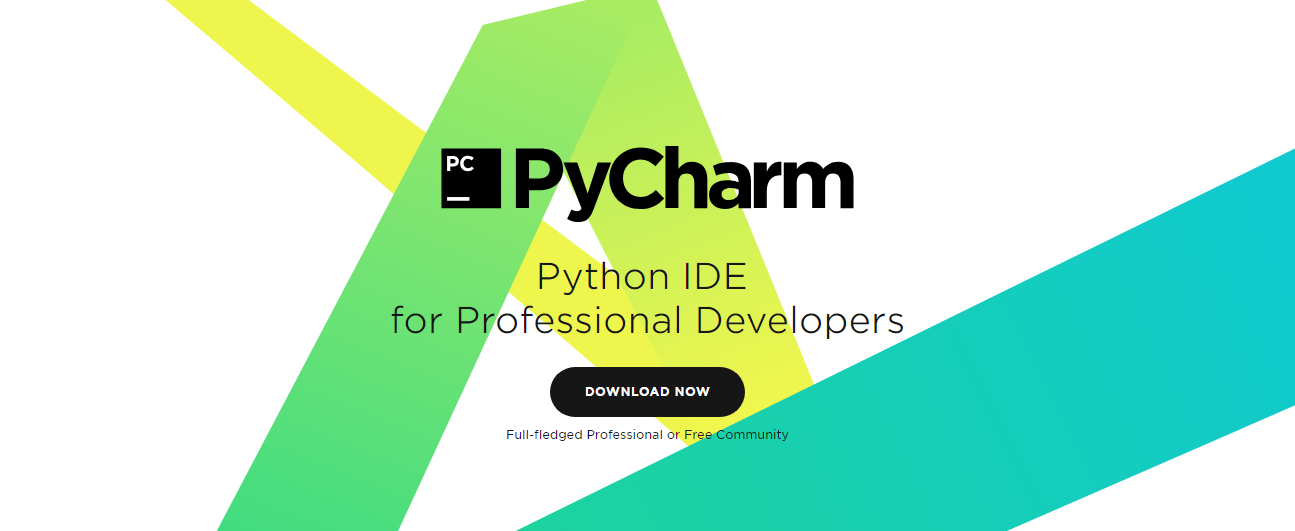 PC
PyCharm
Python IDE
for Professional Developers
DOWNLOAD NOW
Full-fledged Professional or Free Community